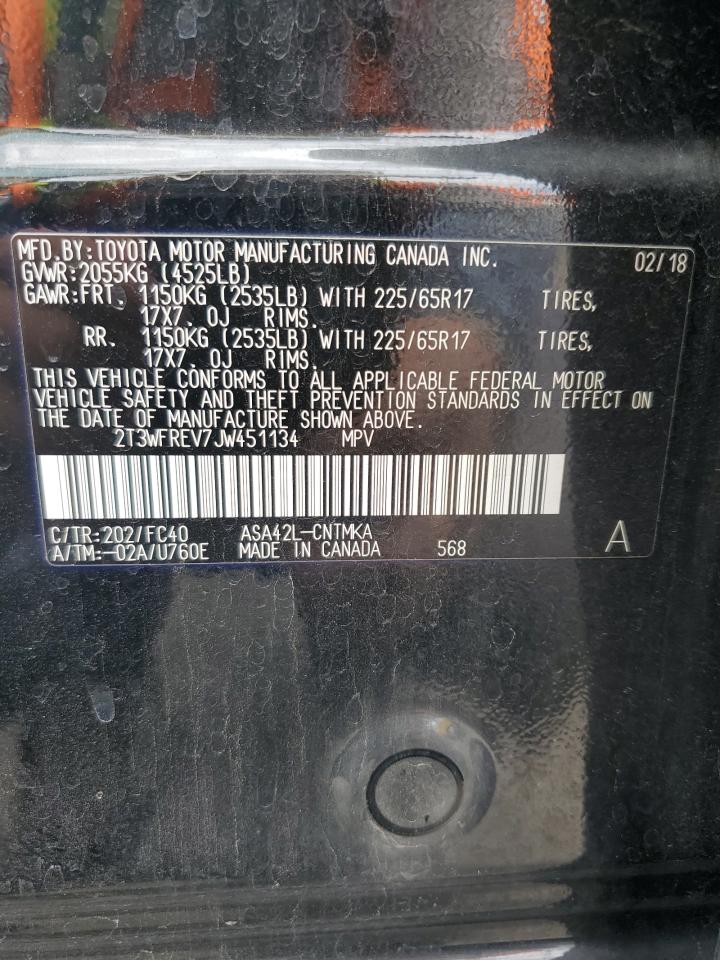 MFD.BY:TOYOTA MOTOR MANUFACTURING CANADA INC. 02/18
GVWR:2055KG (4525LB)
GAWR:FRT. 1150KG (2535LB) WITH 225/65R17 TIRES,
17X7.0J RIMS.
RR. 1150KG (2535LB) WITH 225/65R17 TIRES,
17X7.0J RIMS.
THIS VEHICLE CONFORMS TO ALL APPLICABLE FEDERAL MOTOR
VEHICLE SAFETY AND THEFT PREVENTION STANDARDS IN EFFECT ON
THE DATE OF MANUFACTURE SHOWN ABOVE.
2T3WFREV7JW451134 MPV
C/TR:202/FC40 ASA42L-CNTMKA
A/TM:-02A/U760E MADE IN CANADA 568 A